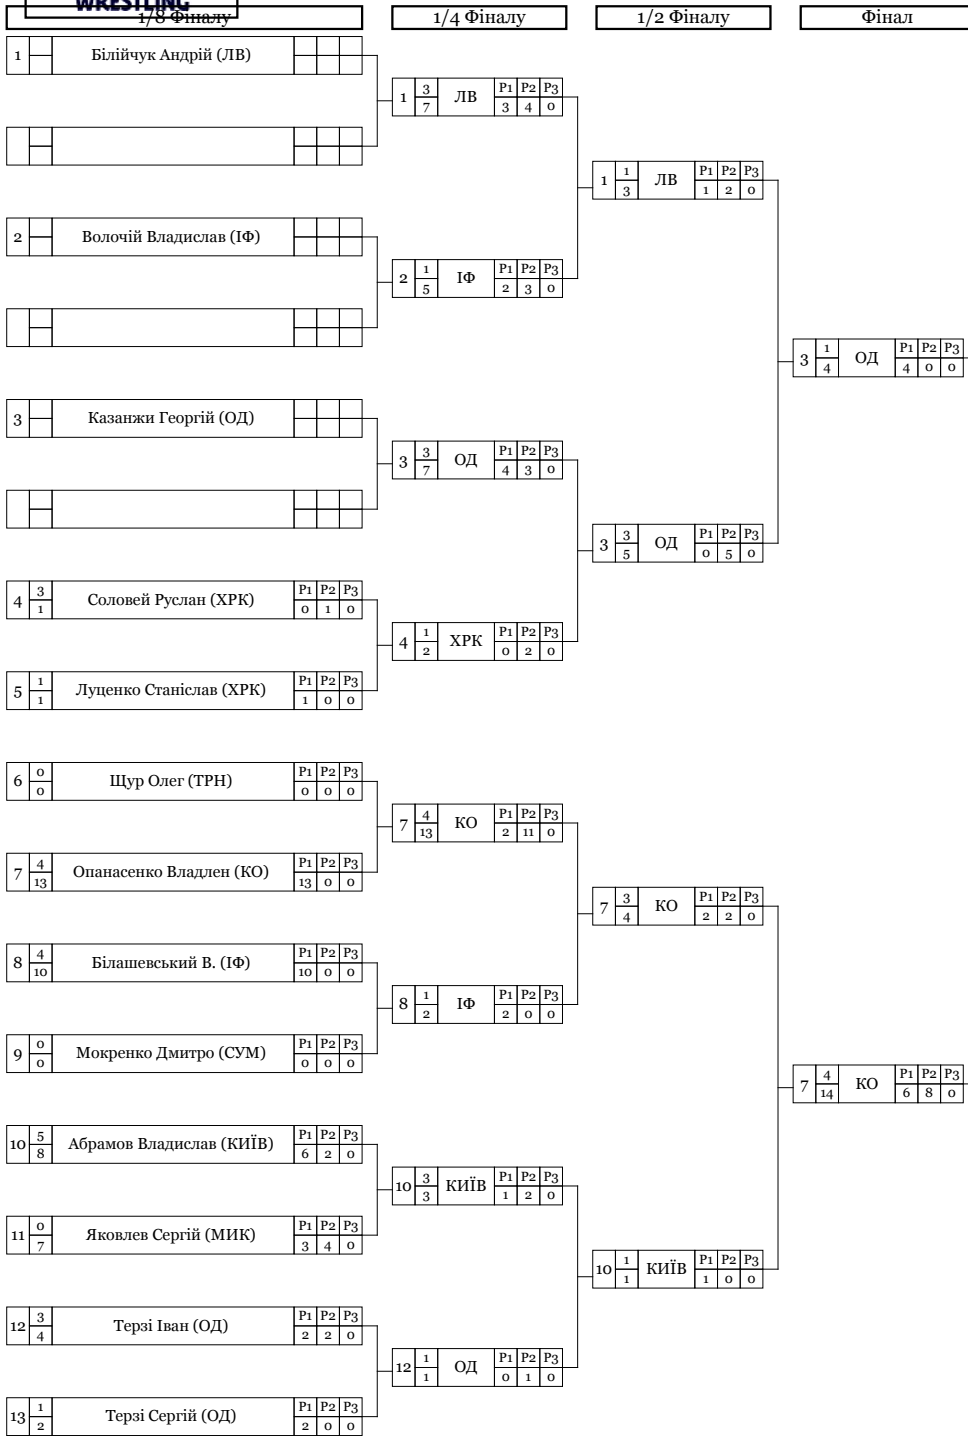 WRESTLING
1/8 Фіналу 1/4 Фіналу 1/2 Фіналу Фінал
1 Білійчук Андрій (ЛВ)
1 3 7 ЛВ P1 P2 P3 3 4 0
1 1 3 ЛВ P1 P2 P3 1 2 0
2 Волочій Владислав (ІФ)
2 1 5 ІФ P1 P2 P3 2 3 0
3 1 4 ОД P1 P2 P3 4 0 0
3 Казанжи Георгій (ОД)
3 3 7 ОД P1 P2 P3 4 3 0
3 3 5 ОД P1 P2 P3 0 5 0
4 3 1 Соловей Руслан (ХРК) P1 P2 P3 0 1 0
4 1 2 ХРК P1 P2 P3 0 2 0
5 1 1 Луценко Станіслав (ХРК) P1 P2 P3 1 0 0
6 0 0 Щур Олег (ТРН) P1 P2 P3 0 0 0
7 4 13 КО P1 P2 P3 2 11 0
7 4 13 Опанасенко Владлен (КО) P1 P2 P3 13 0 0
7 3 4 КО P1 P2 P3 2 2 0
8 4 10 Білашевський В. (ІФ) P1 P2 P3 10 0 0
8 1 2 ІФ P1 P2 P3 2 0 0
9 0 0 Мокренко Дмитро (СУМ) P1 P2 P3 0 0 0
7 4 14 КО P1 P2 P3 6 8 0
10 5 8 Абрамов Владислав (КИЇВ) P1 P2 P3 6 2 0
10 3 3 КИЇВ P1 P2 P3 1 2 0
11 0 7 Яковлев Сергій (МИК) P1 P2 P3 3 4 0
10 1 1 КИЇВ P1 P2 P3 1 0 0
12 3 4 Терзі Іван (ОД) P1 P2 P3 2 2 0
12 1 1 ОД P1 P2 P3 0 1 0
13 1 2 Терзі Сергій (ОД) P1 P2 P3 2 0 0